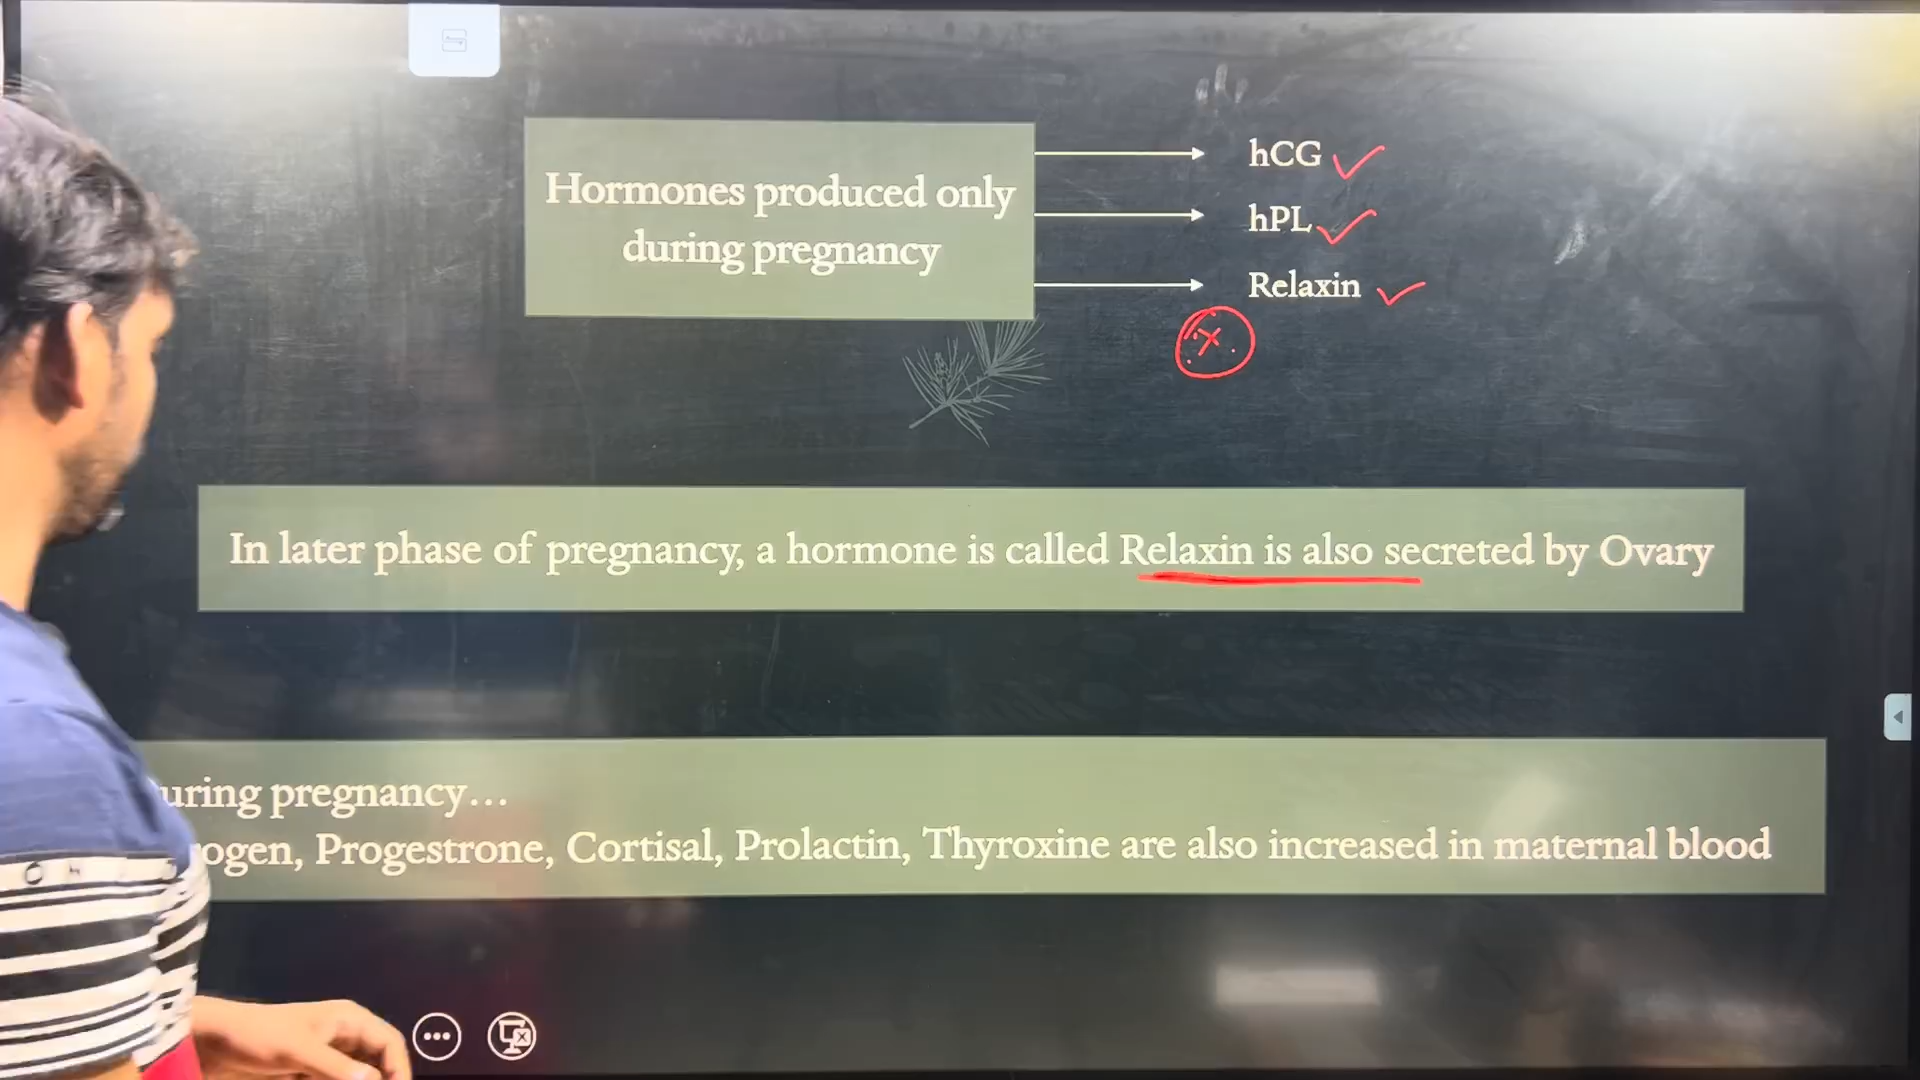 Hormones produced only
during pregnancy
hCG
hPL
Relaxin
In later phase of pregnancy, a hormone is called Relaxin is also secreted by Ovary
uring pregnancy...
ogen, Progestrone, Cortisal, Prolactin, Thyroxine are also increased in maternal blood